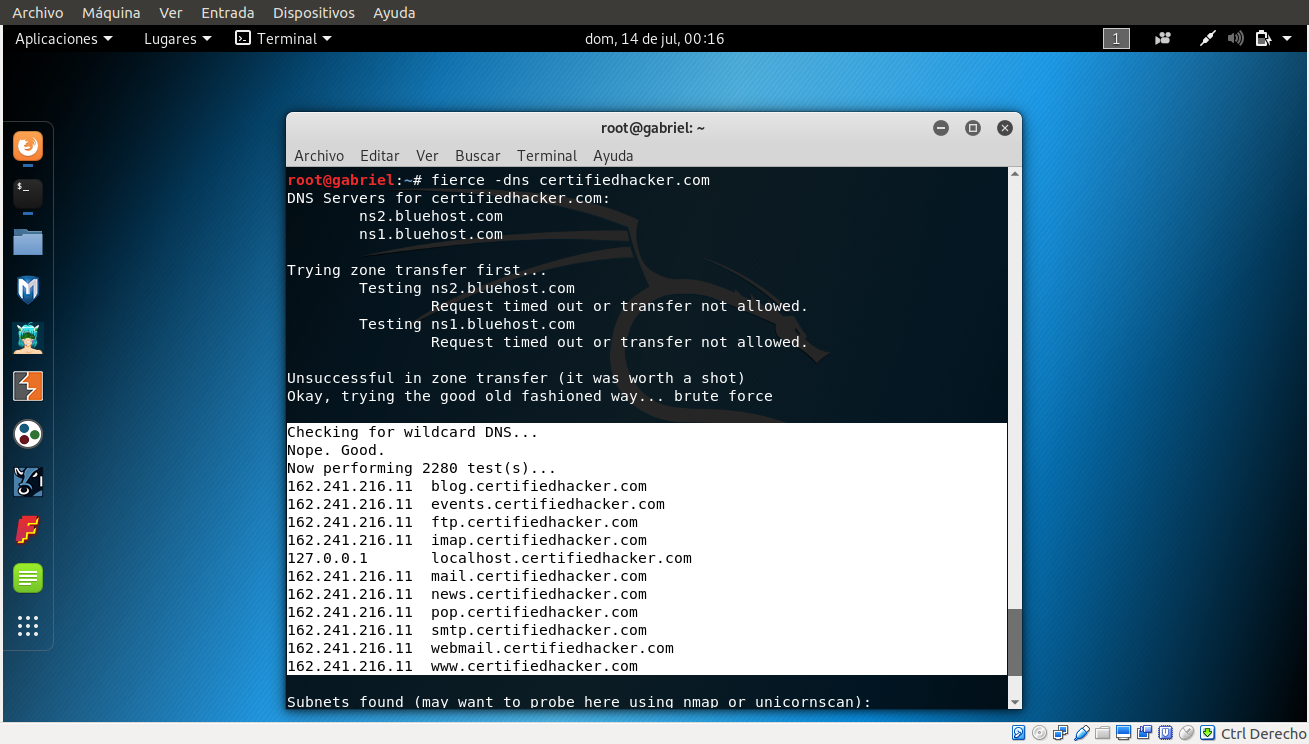 Archivo Máquina Ver Entrada Dispositivos Ayuda
Aplicaciones Lugares Terminal dom, 14 de jul, 00:16 1
root@gabriel: ~
Archivo Editar Ver Buscar Terminal Ayuda
root@gabriel:~# fierce -dns certifiedhacker.com
DNS Servers for certifiedhacker.com:
ns2.bluehost.com
ns1.bluehost.com
Trying zone transfer first...
Testing ns2.bluehost.com
Request timed out or transfer not allowed.
Testing ns1.bluehost.com
Request timed out or transfer not allowed.
Unsuccessful in zone transfer (it was worth a shot)
Okay, trying the good old fashioned way... brute force
Checking for wildcard DNS...
Nope. Good.
Now performing 2280 test(s)...
162.241.216.11 blog.certifiedhacker.com
162.241.216.11 events.certifiedhacker.com
162.241.216.11 ftp.certifiedhacker.com
162.241.216.11 imap.certifiedhacker.com
127.0.0.1 localhost.certifiedhacker.com
162.241.216.11 mail.certifiedhacker.com
162.241.216.11 news.certifiedhacker.com
162.241.216.11 pop.certifiedhacker.com
162.241.216.11 smtp.certifiedhacker.com
162.241.216.11 webmail.certifiedhacker.com
162.241.216.11 www.certifiedhacker.com
Subnets found (may want to probe here using nmap or unicornscan):
Ctrl Derecho